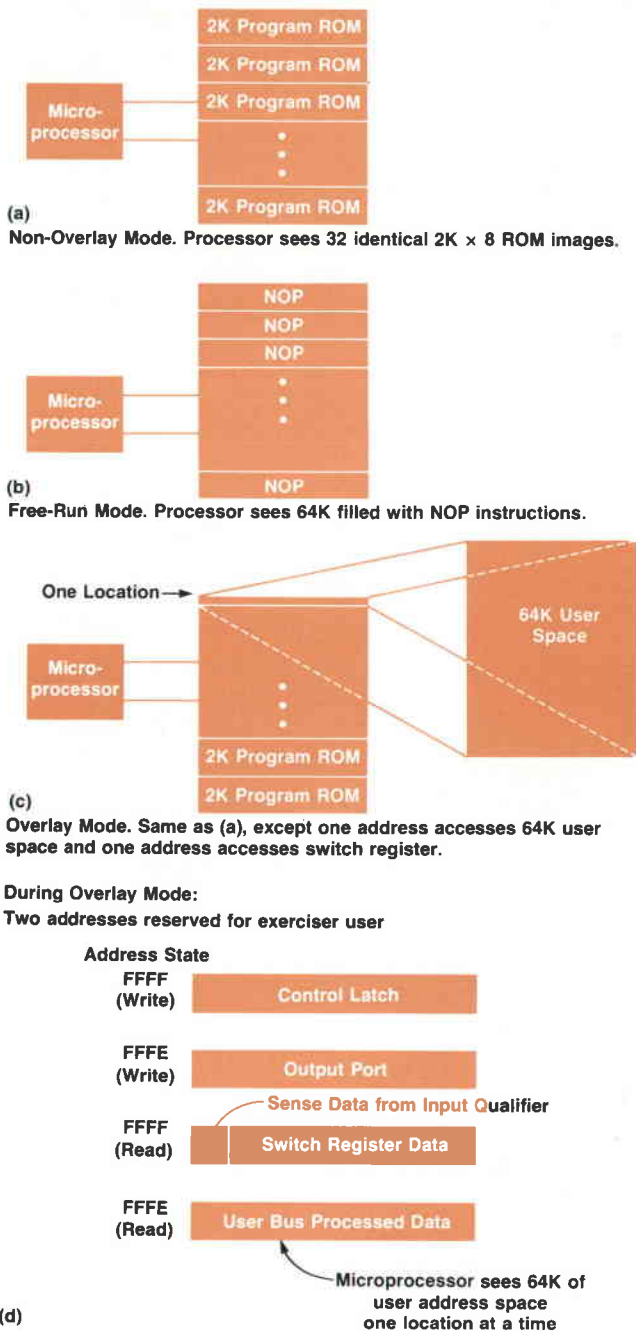 2K Program ROM
2K Program ROM
2K Program ROM
Micro-
processor
2K Program ROM
(a)
Non-Overlay Mode. Processor sees 32 identical 2K × 8 ROM images.
NOP
NOP
NOP
Micro-
processor
NOP
(b)
Free-Run Mode. Processor sees 64K filled with NOP instructions.
One Location
64K User
Space
Micro-
processor
2K Program ROM
2K Program ROM
(c)
Overlay Mode. Same as (a), except one address accesses 64K user
space and one address accesses switch register.
During Overlay Mode:
Two addresses reserved for exerciser user
Address State
FFFF
(Write)
Control Latch
FFFE
(Write)
Output Port
Sense Data from Input Qualifier
FFFF
(Read)
Switch Register Data
FFFE
(Read)
User Bus Processed Data
Microprocessor sees 64K of
user address space
one location at a time
(d)